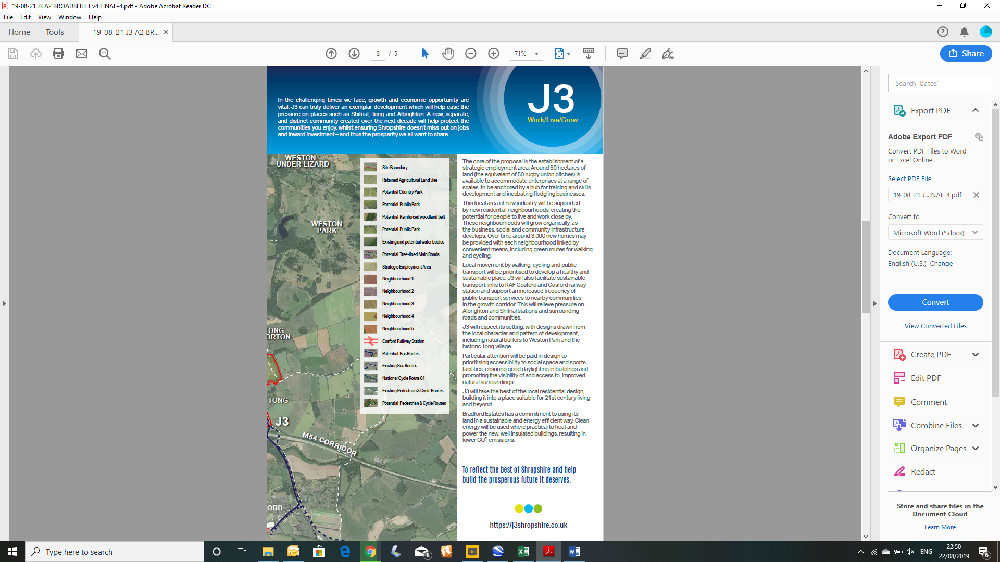 19-08-21 J3 A2 BROADSHEET v4 FINAL-4.pdf - Adobe Acrobat Reader DC
File Edit View Window Help
Home Tools 19-08-21 J3 A2 BR... ×
3 / 5 71%
Share
In the challenging times we face, growth and economic opportunity are
vital. J3 can truly deliver an exemplar development which will help ease the
pressure on places such as Shifnal, Tong and Albrighton. A new, separate,
and distinct community created over the next decade will help protect the
communities you enjoy, whilst ensuring Shropshire doesn't miss out on jobs
and inward investment – and thus the prosperity we all want to share.
J3
Work/Live/Grow
WESTON-
UNDER-LIZARD
WESTON
PARK
TONG
ORTON
TONG
J3
M54 CORRIDOR
ORD
Site Boundary
Retained Agricultural Land Use
Potential Country Park
Potential Public Park
Potential Reinforced woodland belt
Potential Public Park
Existing and potential water bodies
Potential Tree-lined Main Roads
Strategic Employment Area
Neighbourhood 1
Neighbourhood 2
Neighbourhood 3
Neighbourhood 4
Neighbourhood 5
Cosford Railway Station
Potential Bus Routes
Existing Bus Routes
National Cycle Route 81
Existing Pedestrian & Cycle Routes
Potential Pedestrian & Cycle Routes
The core of the proposal is the establishment of a
strategic employment area. Around 50 hectares of
land (the equivalent of 50 rugby union pitches) is
available to accommodate enterprises at a range of
scales, to be anchored by a hub for training and skills
development and incubating fledgling businesses.
This focal area of new industry will be supported
by new residential neighbourhoods, creating the
potential for people to live and work close by.
These neighbourhoods will grow organically, as
the business, social and community infrastructure
develops. Over time around 3,000 new homes may
be provided with each neighbourhood linked by
convenient means, including green routes for walking
and cycling.
Local movement by walking, cycling and public
transport will be prioritised to develop a healthy and
sustainable place. J3 will also facilitate sustainable
transport links to RAF Cosford and Cosford railway
station and support an increased frequency of
public transport services to nearby communities
in the growth corridor. This will relieve pressure on
Albrighton and Shifnal stations and surrounding
roads and communities.
J3 will respect its setting, with designs drawn from
the local character and pattern of development,
including natural buffers to Weston Park and the
historic Tong village.
Particular attention will be paid in design to
prioritising accessibility to social space and sports
facilities, ensuring good daylighting in buildings and
promoting the visibility of and access to, improved
natural surroundings.
J3 will take the best of the local residential design,
building it into a place suitable for 21st century living
and beyond.
Bradford Estates has a commitment to using its
land in a sustainable and energy efficient way. Clean
energy will be used where practical to heat and
power the new, well insulated buildings, resulting in
lower CO² emissions.
To reflect the best of Shropshire and help
build the prosperous future it deserves.
https://j3shropshire.co.uk
Search 'Bates'
Export PDF
Adobe Export PDF
Convert PDF Files to Word
or Excel Online
Select PDF File
19-08-21 J...INAL-4.pdf
Convert to
Microsoft Word (*.docx)
Document Language:
English (U.S.) Change
Convert
View Converted Files
Create PDF
Edit PDF
Comment
Combine Files
Organize Pages
Redact
Store and share files in the
Document Cloud
Learn More
Type here to search
8
ENG
22:50
22/08/2019
6